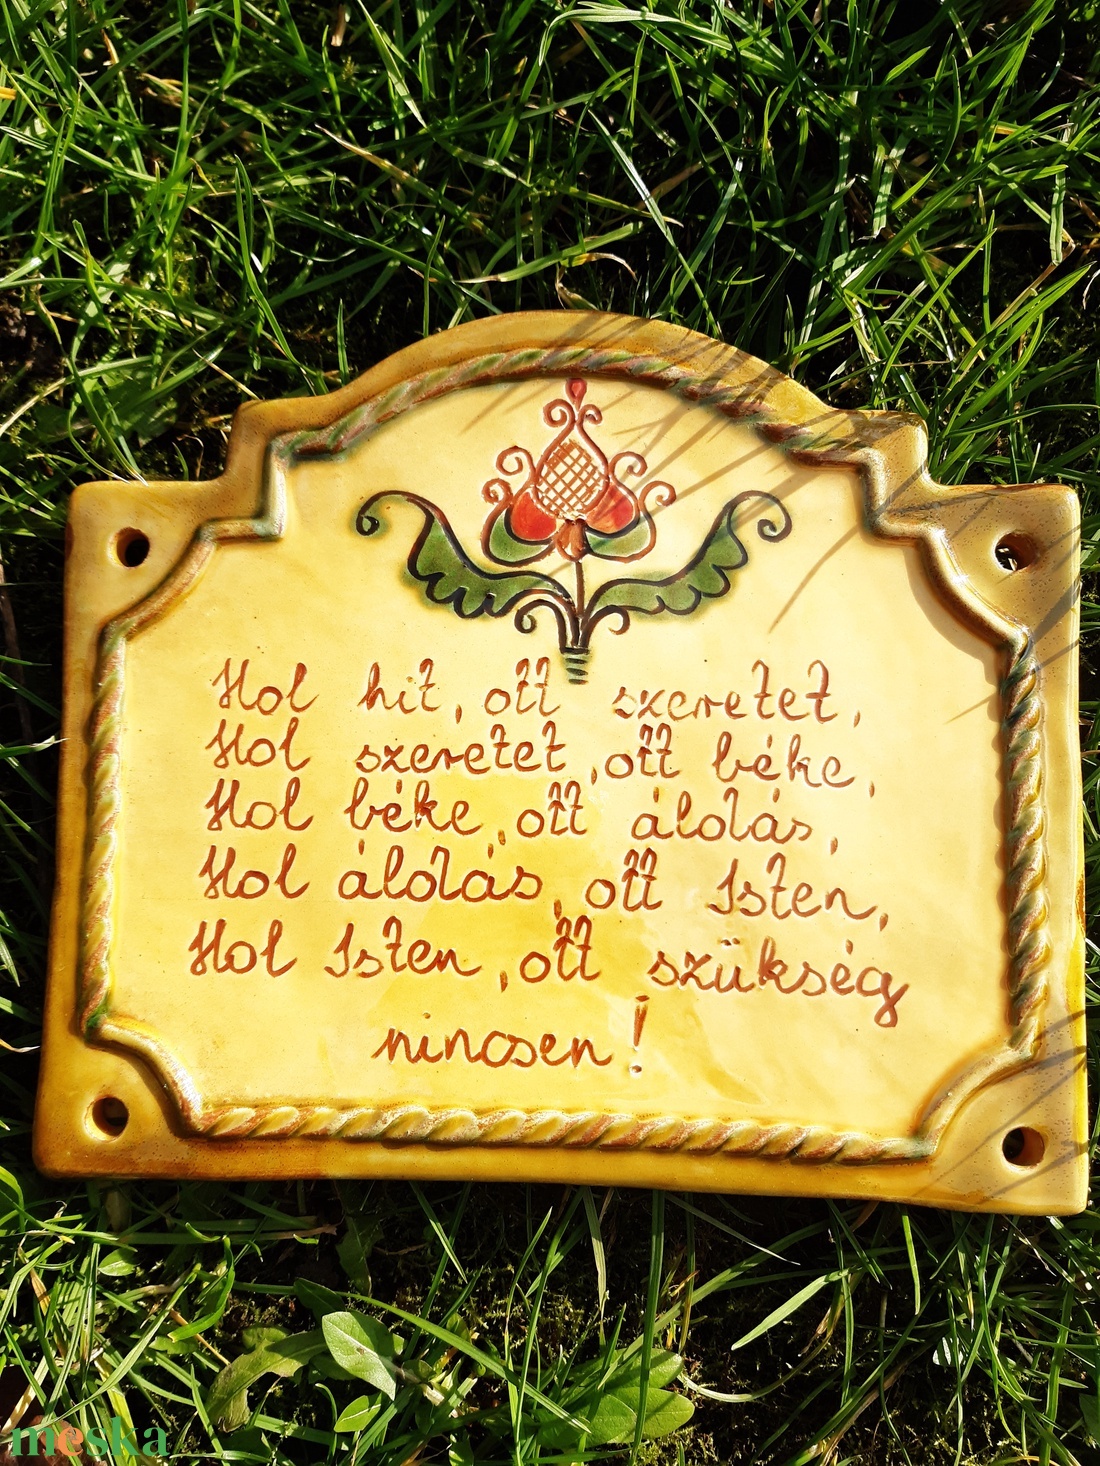 Hol hit, ott szeretet,
Hol szeretet, ott béke,
Hol béke, ott áldás,
Hol áldás, ott Isten,
Hol Isten, ott szükség
nincsen!
meska